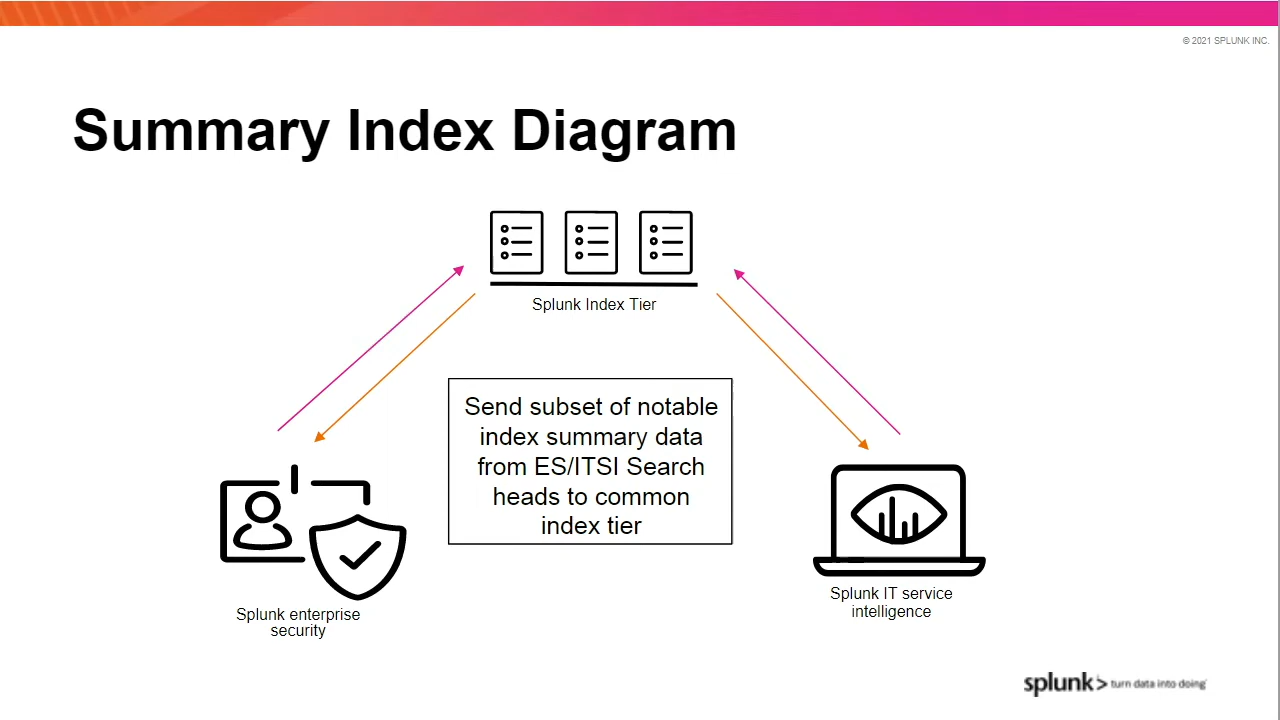 © 2021 SPLUNK INC.
Summary Index Diagram
Splunk Index Tier
Send subset of notable
index summary data
from ES/ITSI Search
heads to common
index tier
Splunk enterprise
security
Splunk IT service
intelligence
splunk> turn data into doing